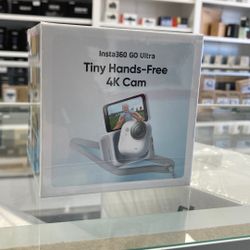 Insta360 GO Ultra
Tiny Hands-Free
4K Cam